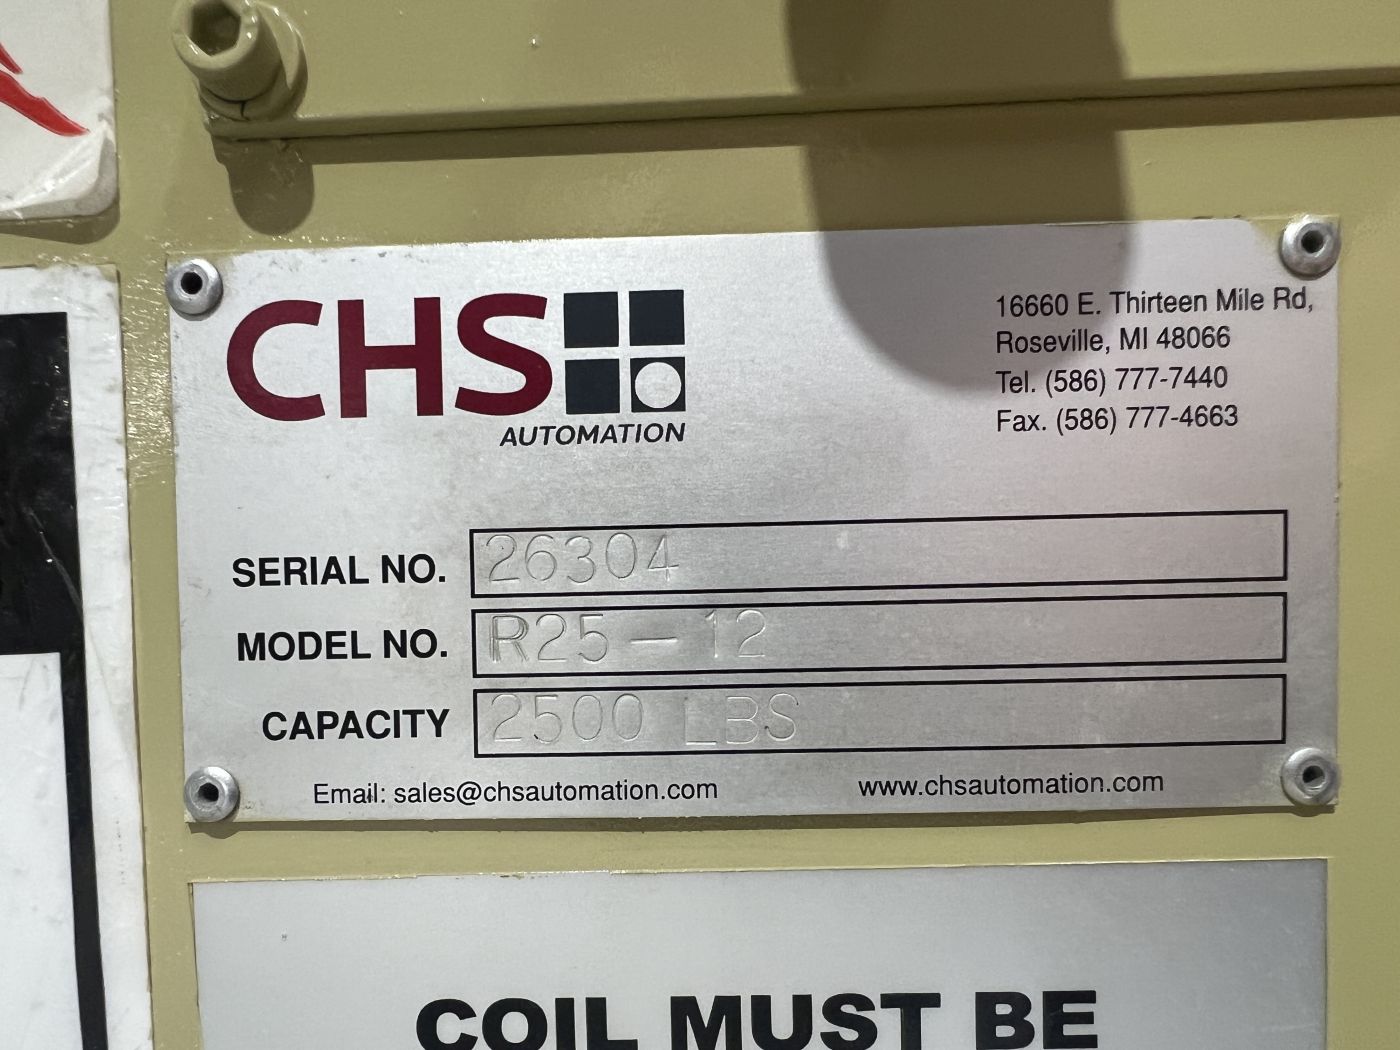 CHS
AUTOMATION
16660 E. Thirteen Mile Rd,
Roseville, MI 48066
Tel. (586) 777-7440
Fax. (586) 777-4663
SERIAL NO. 26304
MODEL NO. R25-12
CAPACITY 2500 LBS
Email: sales@chsautomation.com www.chsautomation.com
COIL MUST BE